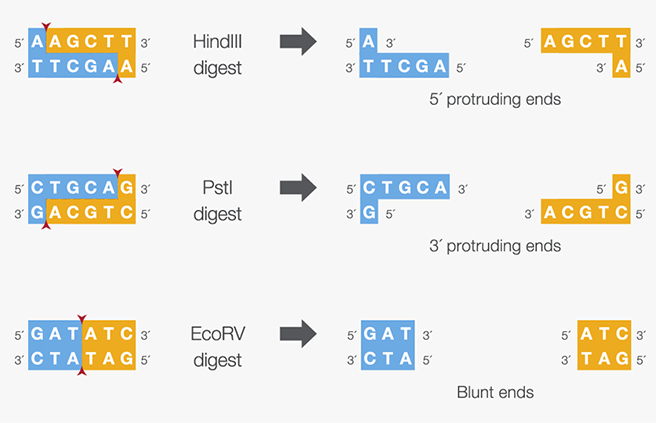 5´ AAGCTT 3´ HindIII 5´ A 3´ AGCTT 3´
3´ TTCGAA 5´ digest 3´ TTCGA 5´ A 5´
5´ protruding ends
5´ CTGCAG 3´ PstI 5´ CTGCA 3´ 5´ G 3´
3´ GACGTC 5´ digest 3´ G 5´ 3´ ACGTC 5´
3´ protruding ends
5´ GATATC 3´ EcoRV 5´ GAT 3´ 5´ ATC 3´
3´ CTATAG 5´ digest 3´ CTA 5´ 3´ TAG 5´
Blunt ends